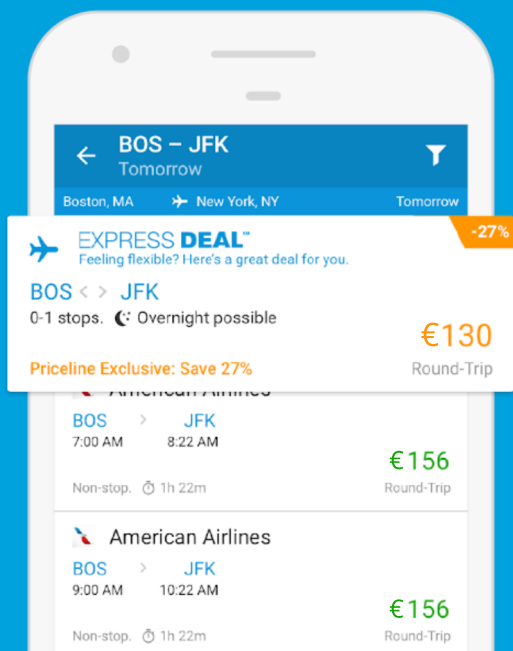 BOS – JFK
Tomorrow
Boston, MA New York, NY Tomorrow
-27%
EXPRESS DEAL™
Feeling flexible? Here's a great deal for you.
BOS < > JFK
0-1 stops. Overnight possible
€130
Priceline Exclusive: Save 27% Round-Trip
American Airlines
BOS > JFK
7:00 AM 8:22 AM
€156
Non-stop. 1h 22m Round-Trip
American Airlines
BOS > JFK
9:00 AM 10:22 AM
€156
Non-stop. 1h 22m Round-Trip